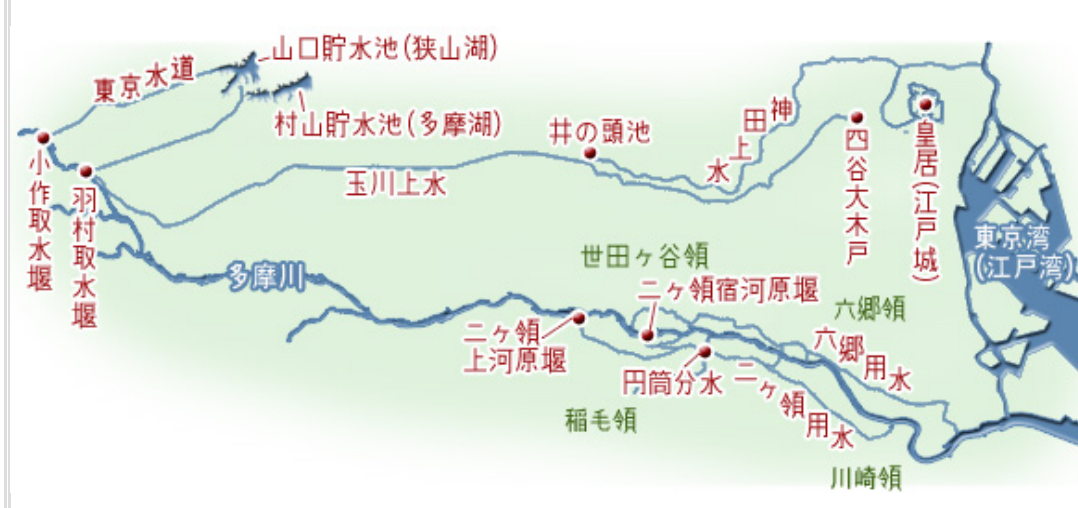 山口貯水池(狭山湖)
東京水道
村山貯水池(多摩湖)
小作取水堰
羽村取水堰
玉川上水
井の頭池
神田上水
四谷大木戸
皇居(江戸城)
東京湾
(江戸湾)
多摩川
世田ヶ谷領
二ヶ領宿河原堰
六郷領
二ヶ領
上河原堰
円筒分水
六郷用水
二ヶ領用水
稲毛領
川崎領